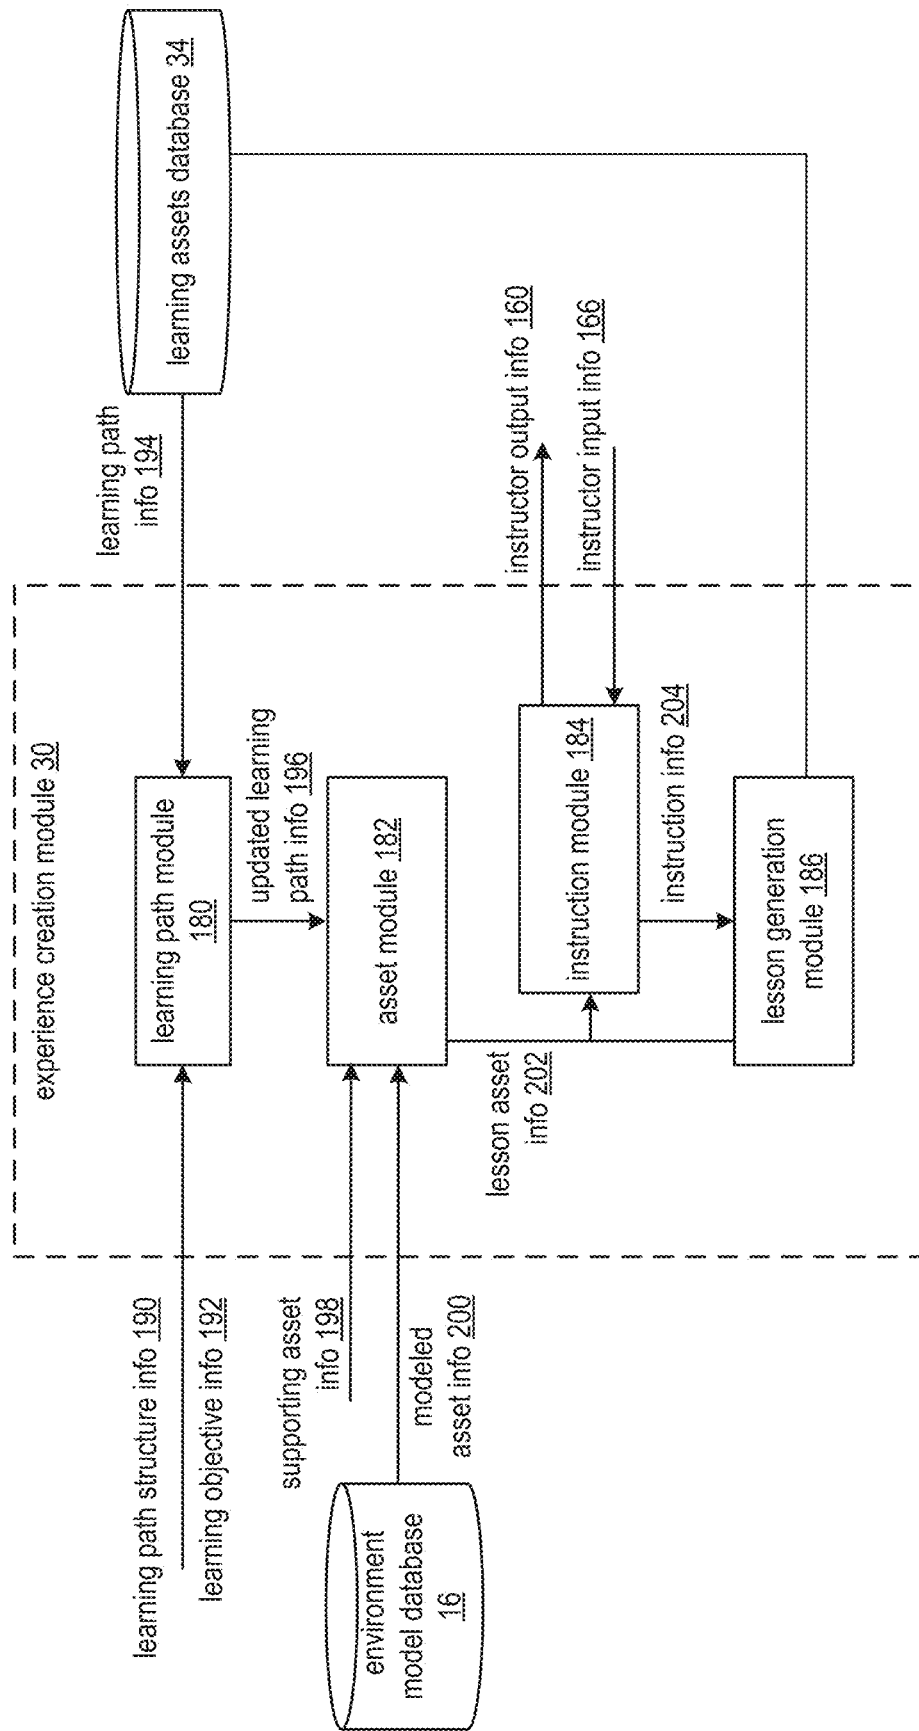 experience creation module 30
learning path structure info 190
learning objective info 192
learning path module
180
learning path
info 194
learning assets database 34
updated learning
path info 196
supporting asset
info 198
modeled
asset info 200
environment
model database
16
asset module 182
lesson asset
info 202
instruction module 184
instructor output info 160
instructor input info 166
instruction info 204
lesson generation
module 186